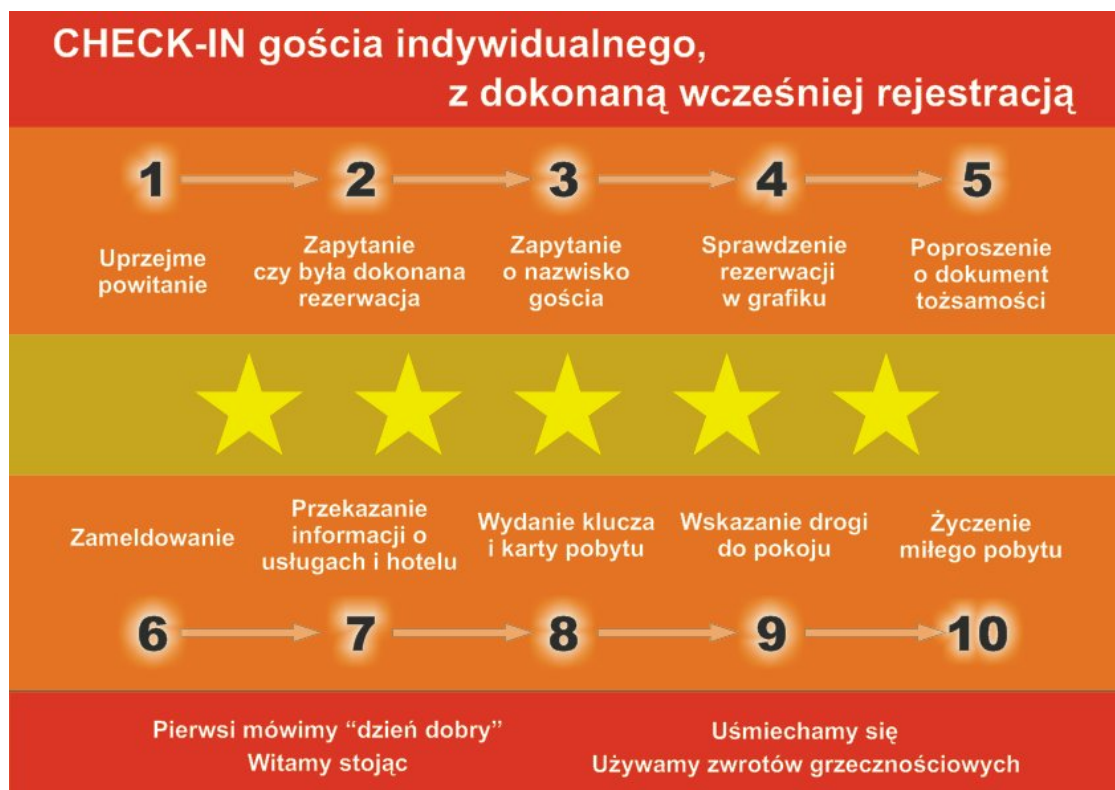 CHECK-IN gościa indywidualnego,
z dokonaną wcześniej rejestracją
1
2
3
4
5
Uprzejme
powitanie
Zapytanie
czy była dokonana
rezerwacja
Zapytanie
o nazwisko
gościa
Sprawdzenie
rezerwacji
w grafiku
Poproszenie
o dokument
tożsamości
Zameldowanie
Przekazanie
informacji o
usługach i hotelu
Wydanie klucza
i karty pobytu
Wskazanie drogi
do pokoju
Życzenie
miłego pobytu
6
7
8
9
10
Pierwsi mówimy “dzień dobry”
Witamy stojąc
Uśmiechamy się
Używamy zwrotów grzecznościowych